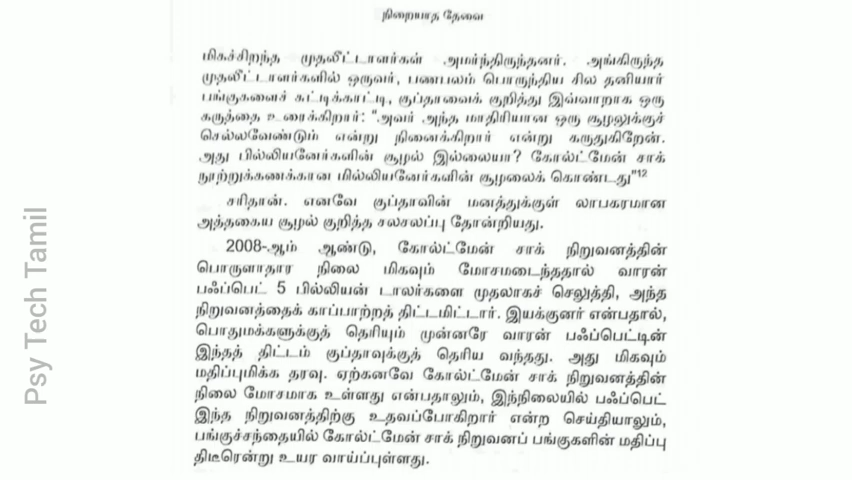 நிறையாத தேவை
மிகச்சிறந்த முதலீட்டாளர்கள் அமர்ந்திருந்தனர். அங்கிருந்த
முதலீட்டாளர்களில் ஒருவர், பணபலம் பொருந்திய சில தனியார்
பங்குகளைச் சுட்டிக்காட்டி, குப்தாவைக் குறித்து இவ்வாறாக ஒரு
கருத்தை உரைக்கிறார்: "அவர் அந்த மாதிரியான ஒரு சூழலுக்குச்
செல்லவேண்டும் என்று நினைக்கிறார் என்று கருதுகிறேன்.
அது பில்லியனேர்களின் சூழல் இல்லையா? கோல்ட்மேன் சாக்
நூற்றுக்கணக்கான மில்லியனேர்களின் சூழலைக் கொண்டது"12
சரிதான். எனவே குப்தாவின் மனத்துக்குள் லாபகரமான
அத்தகைய சூழல் குறித்த சலசலப்பு தோன்றியது.
2008-ஆம் ஆண்டு, கோல்ட்மேன் சாக் நிறுவனத்தின்
பொருளாதார நிலை மிகவும் மோசமடைந்ததால் வாரன்
பஃப்பெட் 5 பில்லியன் டாலர்களை முதலாகச் செலுத்தி, அந்த
நிறுவனத்தைக் காப்பாற்றத் திட்டமிட்டார். இயக்குனர் என்பதால்,
பொதுமக்களுக்குத் தெரியும் முன்னரே வாரன் பஃப்பெட்டின்
இந்தத் திட்டம் குப்தாவுக்குத் தெரிய வந்தது. அது மிகவும்
மதிப்புமிக்க தரவு. ஏற்கனவே கோல்ட்மேன் சாக் நிறுவனத்தின்
நிலை மோசமாக உள்ளது என்பதாலும், இந்நிலையில் பஃப்பெட்
இந்த நிறுவனத்திற்கு உதவப்போகிறார் என்ற செய்தியாலும்,
பங்குச்சந்தையில் கோல்ட்மேன் சாக் நிறுவனப் பங்குகளின் மதிப்பு
திடீரென்று உயர வாய்ப்புள்ளது.
Psy Tech Tamil